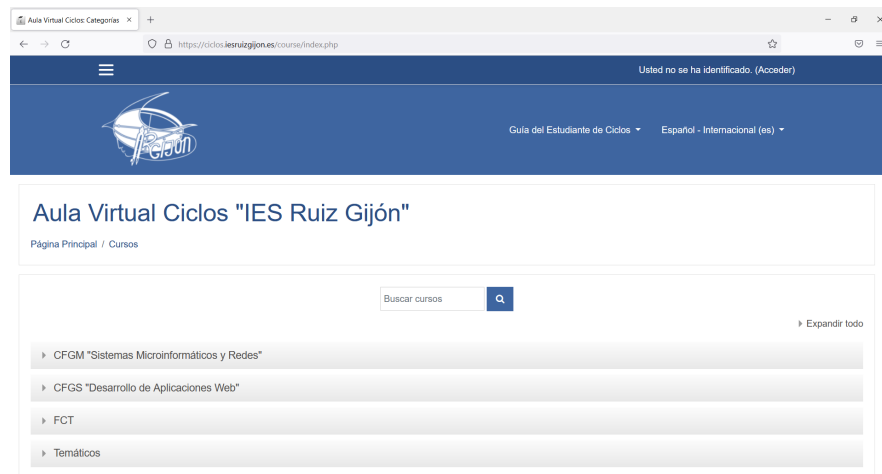 Aula Virtual Ciclos: Categorías
https://ciclos.iesruizgijon.es/course/index.php
Usted no se ha identificado. (Acceder)
Guía del Estudiante de Ciclos
Español - Internacional (es)
Aula Virtual Ciclos "IES Ruiz Gijón"
Página Principal / Cursos
Buscar cursos
Expandir todo
CFGM "Sistemas Microinformáticos y Redes"
CFGS "Desarrollo de Aplicaciones Web"
FCT
Temáticos